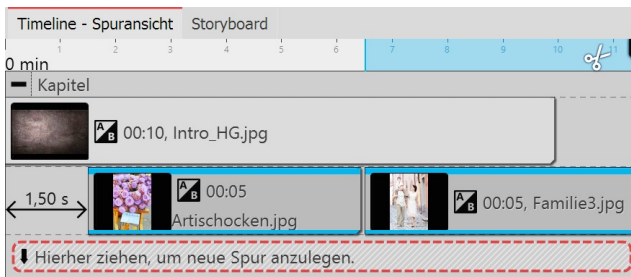 Timeline - Spuransicht Storyboard
1 2 3 4 5 6 7 8 9 10 11
0 min
Kapitel
A B 00:10, Intro_HG.jpg
1,50 s
A B 00:05
Artischocken.jpg
A B 00:05, Familie3.jpg
Hierher ziehen, um neue Spur anzulegen.